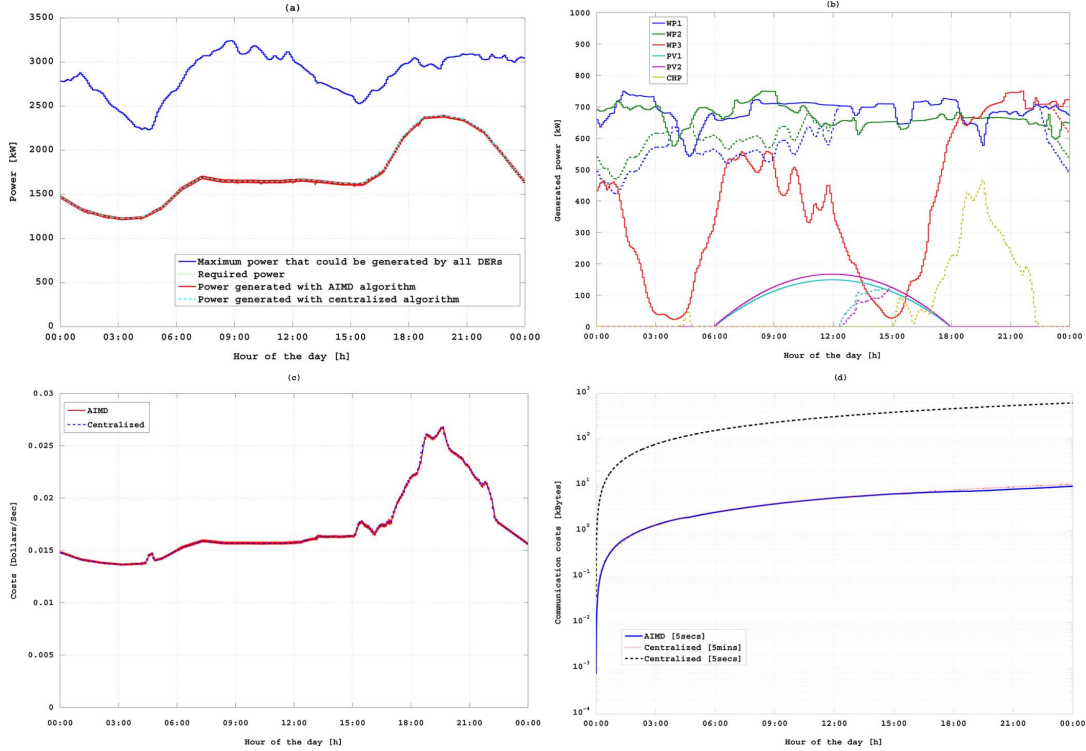 (a)
3500
3000
2500
2000
1500
1000
500
0
Power [kW]
Maximum power that could be generated by all DERs
Required power
Power generated with AIMD algorithm
Power generated with centralized algorithm
00:00 03:00 06:00 09:00 12:00 15:00 18:00 21:00 00:00
Hour of the day [h]
(b)
1000
900
800
700
600
500
400
300
200
100
0
Generated power [kW]
WP1
WP2
WP3
PV1
PV2
CHP
00:00 03:00 06:00 09:00 12:00 15:00 18:00 21:00 00:00
Hour of the day [h]
(c)
0.03
0.025
0.02
0.015
0.01
0.005
0
Costs [Dollars//Sec]
AIMD
Centralized
00:00 03:00 06:00 09:00 12:00 15:00 18:00 21:00 00:00
Hour of the day [h]
(d)
10^3
10^2
10^1
10^0
10^-1
10^-2
10^-3
10^-4
Communication costs [kBytes]
AIMD [5secs]
Centralized [5mins]
Centralized [5secs]
00:00 03:00 06:00 09:00 12:00 15:00 18:00 21:00 00:00
Hour of the day [h]